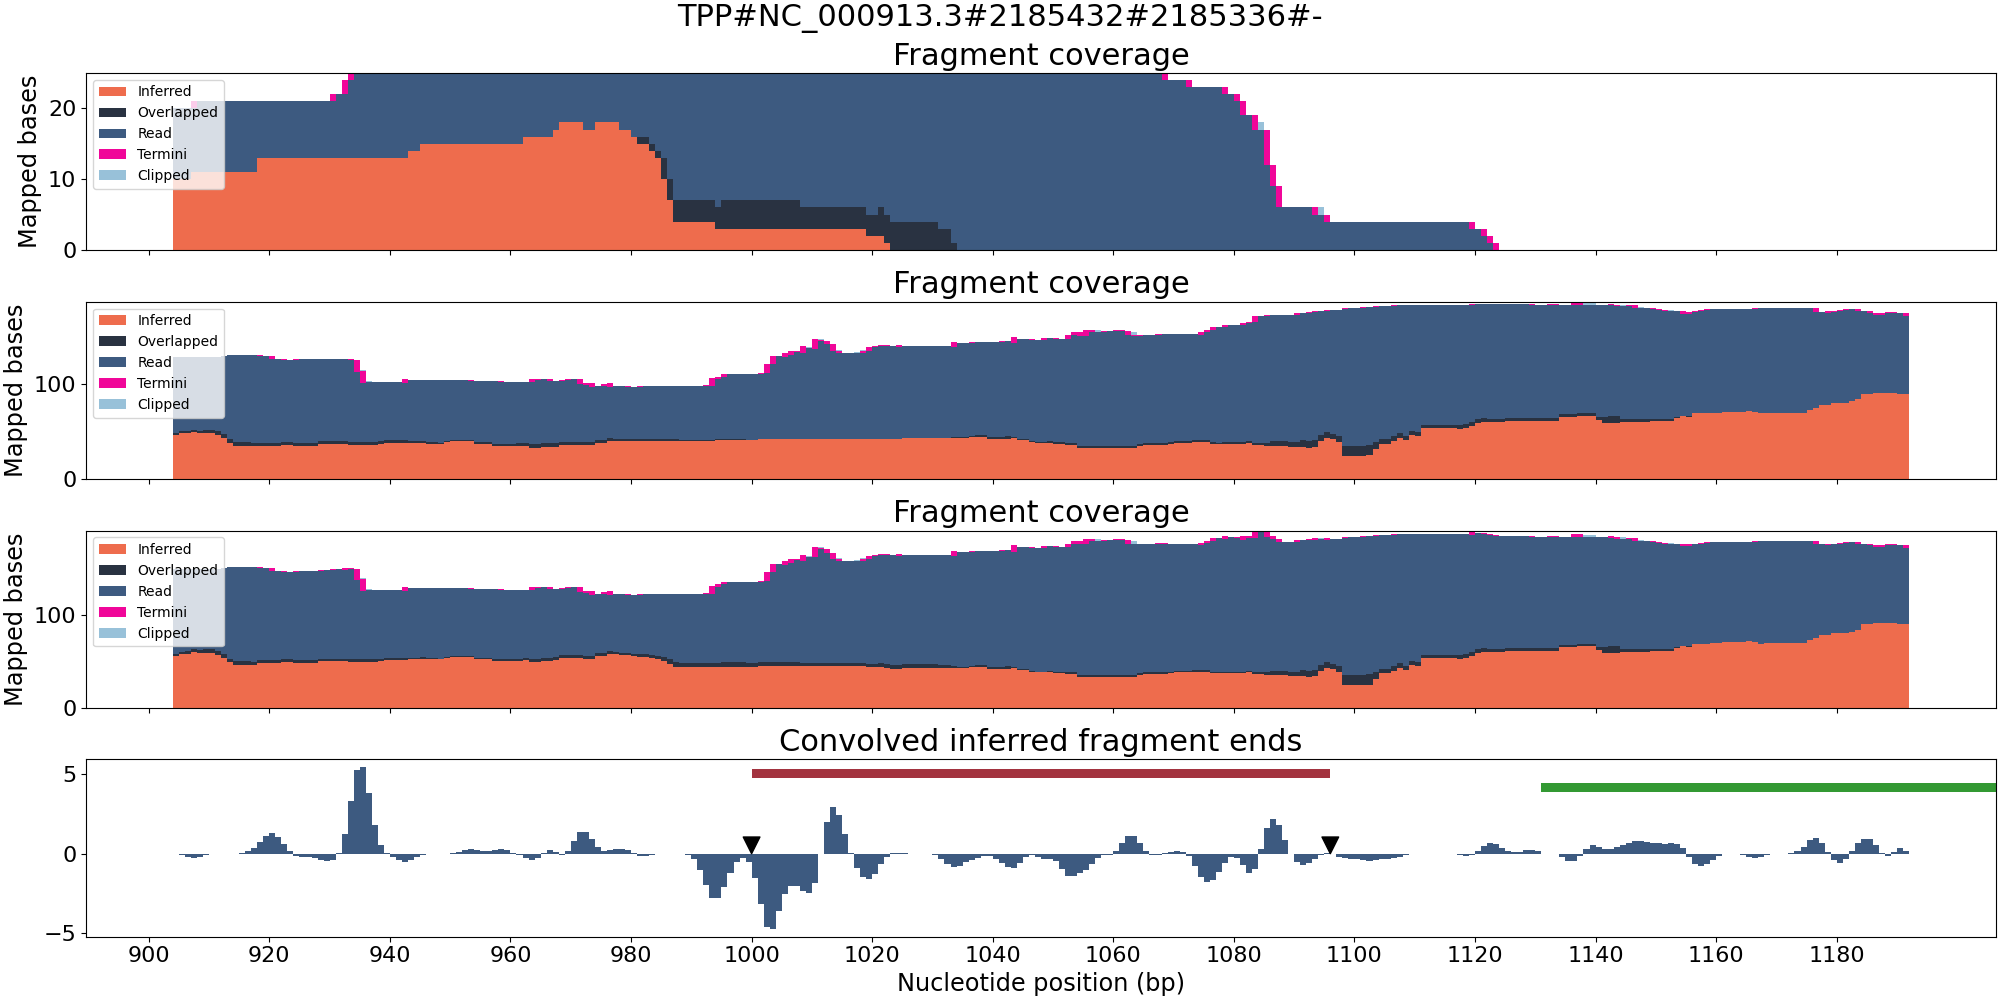 TPP#NC_000913.3#2185432#2185336#-
Fragment coverage
Mapped bases
20
10
0
Inferred
Overlapped
Read
Termini
Clipped
Fragment coverage
Mapped bases
100
0
Inferred
Overlapped
Read
Termini
Clipped
Fragment coverage
Mapped bases
100
0
Inferred
Overlapped
Read
Termini
Clipped
Convolved inferred fragment ends
5
0
−5
900 920 940 960 980 1000 1020 1040 1060 1080 1100 1120 1140 1160 1180
Nucleotide position (bp)